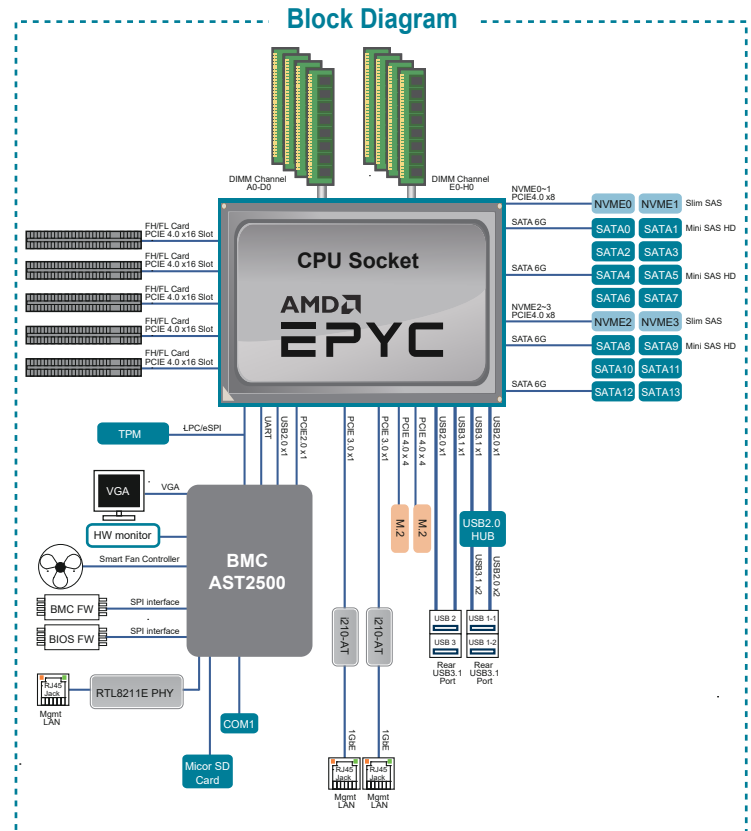 Block Diagram
DIMM Channel
A0-D0
DIMM Channel
E0-H0
NVME0~1
PCIE4.0 x8
NVME0
NVME1
Slim SAS
SATA 6G
SATA0
SATA1
Mini SAS HD
SATA2
SATA3
SATA 6G
SATA4
SATA5
Mini SAS HD
SATA6
SATA7
NVME2~3
PCIE4.0 x8
NVME2
NVME3
Slim SAS
SATA 6G
SATA8
SATA9
Mini SAS HD
SATA10
SATA11
SATA 6G
SATA12
SATA13
FH/FL Card
PCIE 4.0 x16 Slot
FH/FL Card
PCIE 4.0 x16 Slot
FH/FL Card
PCIE 4.0 x16 Slot
FH/FL Card
PCIE 4.0 x16 Slot
FH/FL Card
PCIE 4.0 x16 Slot
CPU Socket
AMD
EPYC
TPM
LPC/eSPI
UART
USB2.0 x1
PCIE2.0 x1
PCIE 3.0 x1
PCIE 3.0 x1
PCIE 4.0 x 4
PCIE 4.0 x 4
USB2.0 x1
USB3.1 x1
USB3.1 x1
USB2.0 x1
VGA
VGA
HW monitor
Smart Fan Controller
BMC
AST2500
BMC FW
SPI interface
BIOS FW
SPI interface
M.2
M.2
USB2.0
HUB
USB3.1 x2
USB2.0 x2
i210-AT
i210-AT
USB 2
USB 1-1
USB 3
USB 1-2
Rear
USB3.1
Port
Rear
USB3.1
Port
RJ45
Jack
Mgmt
LAN
RTL8211E PHY
COM1
Micor SD
Card
1GbE
1GbE
RJ45
Jack
RJ45
Jack
Mgmt
LAN
Mgmt
LAN